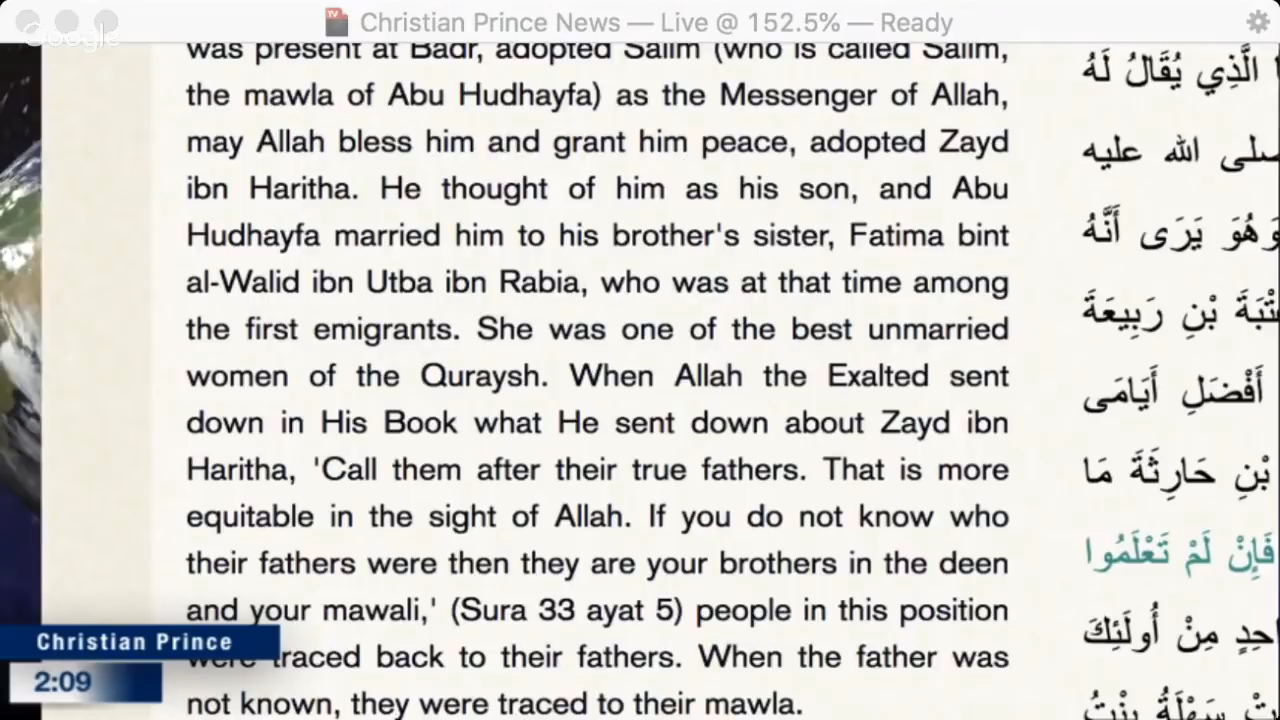 Christian Prince News — Live @ 152.5% — Ready
Google
was present at Badr, adopted Salim (who is called Salim,
the mawla of Abu Hudhayfa) as the Messenger of Allah,
may Allah bless him and grant him peace, adopted Zayd
ibn Haritha. He thought of him as his son, and Abu
Hudhayfa married him to his brother's sister, Fatima bint
al-Walid ibn Utba ibn Rabia, who was at that time among
the first emigrants. She was one of the best unmarried
women of the Quraysh. When Allah the Exalted sent
down in His Book what He sent down about Zayd ibn
Haritha, 'Call them after their true fathers. That is more
equitable in the sight of Allah. If you do not know who
their fathers were then they are your brothers in the deen
and your mawali,' (Sura 33 ayat 5) people in this position
were traced back to their fathers. When the father was
not known, they were traced to their mawla.
الَّذِي يُقَالُ لَهُ
صلى الله عليه
وَهُوَ يَرَى أَنَّهُ
بْنِ رَبِيعَةَ
أَفْضَلِ أَيَامَى
بْنِ حَارِثَةَ مَا
فَإِنْ لَمْ تَعْلَمُوا
مِنْ أُولَئِكَ
سَهْلَةُ بِنْتُ
Christian Prince
2:09